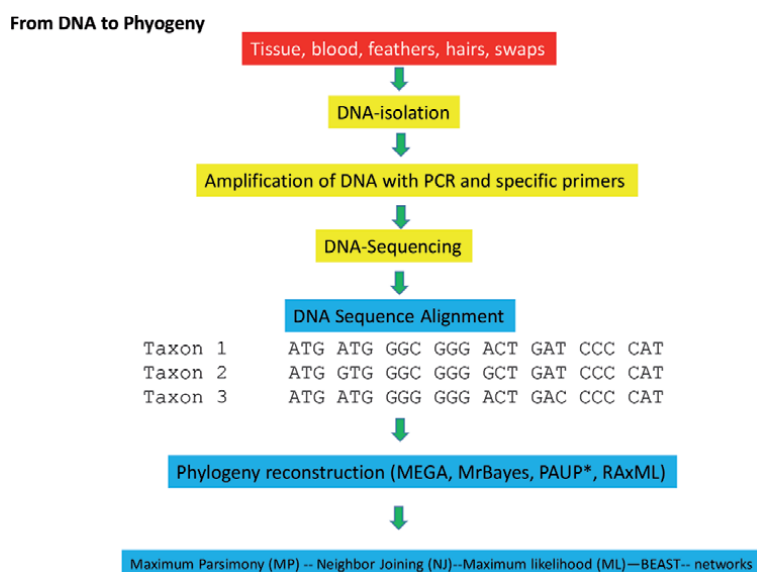 From DNA to Phyogeny
Tissue, blood, feathers, hairs, swaps
DNA-isolation
Amplification of DNA with PCR and specific primers
DNA-Sequencing
DNA Sequence Alignment
Taxon 1 ATG ATG GGC GGG ACT GAT CCC CAT
Taxon 2 ATG GTG GGC GGG GCT GAT CCC CAT
Taxon 3 ATG ATG GGG GGG ACT GAC CCC CAT
Phylogeny reconstruction (MEGA, MrBayes, PAUP*, RAxML)
Maximum Parsimony (MP) -- Neighbor Joining (NJ)--Maximum likelihood (ML)—BEAST-- networks